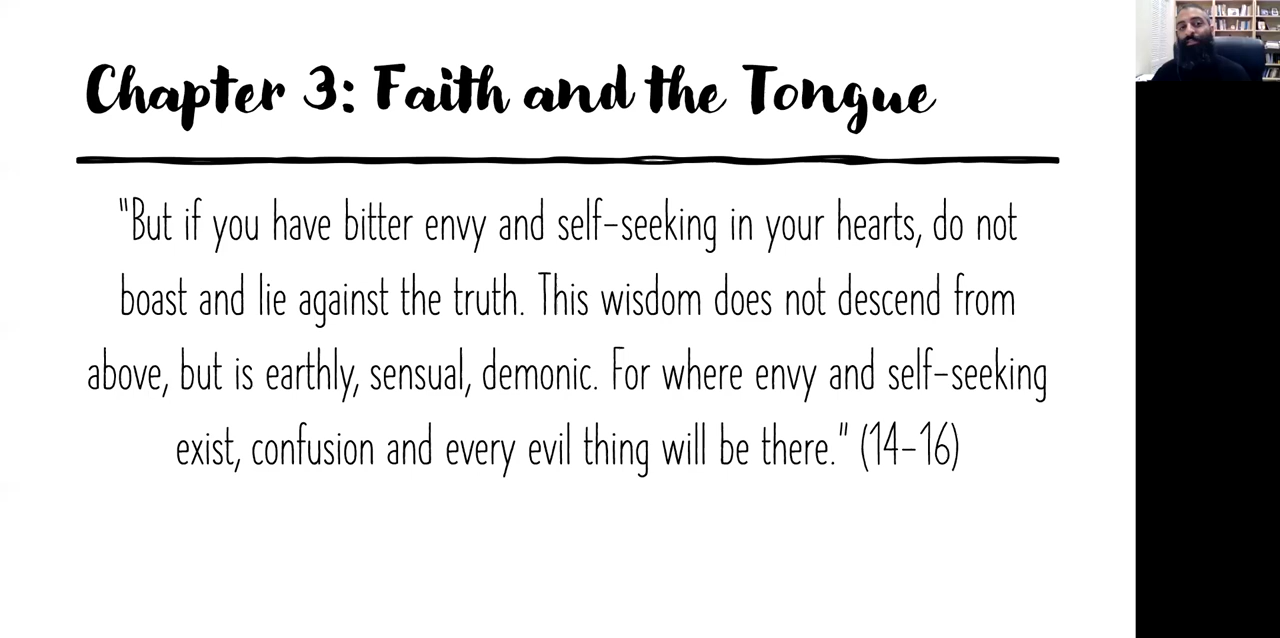 Chapter 3: Faith and the Tongue
"But if you have bitter envy and self-seeking in your hearts, do not
boast and lie against the truth. This wisdom does not descend from
above, but is earthly, sensual, demonic. For where envy and self-seeking
exist, confusion and every evil thing will be there." (14-16)